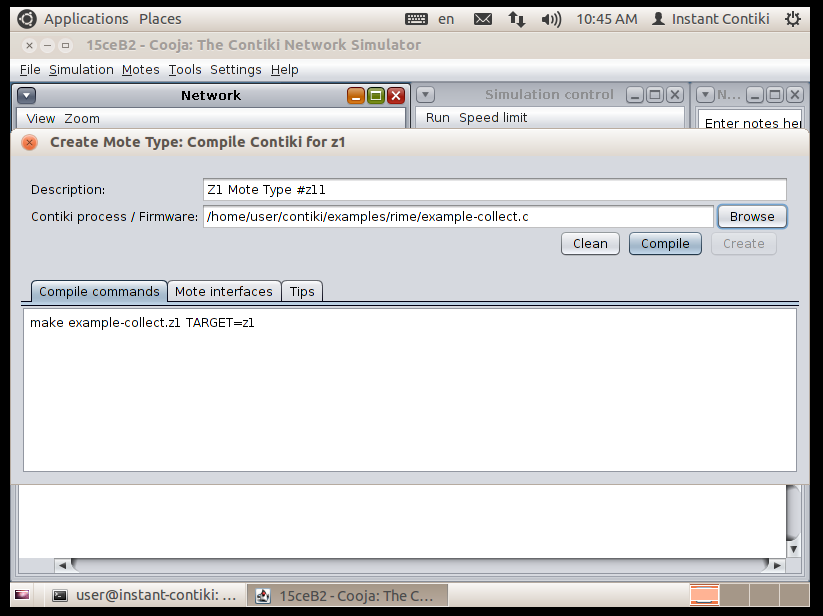 Applications Places en 10:45 AM Instant Contiki
15ceB2 - Cooja: The Contiki Network Simulator
File Simulation Motes Tools Settings Help
Network Simulation control N...
View Zoom Run Speed limit Enter notes her
Create Mote Type: Compile Contiki for z1
Description: Z1 Mote Type #z11
Contiki process / Firmware: /home/user/contiki/examples/rime/example-collect.c Browse
Clean Compile Create
Compile commands Mote interfaces Tips
make example-collect.z1 TARGET=z1
user@instant-contiki: ... 15ceB2 - Cooja: The C...